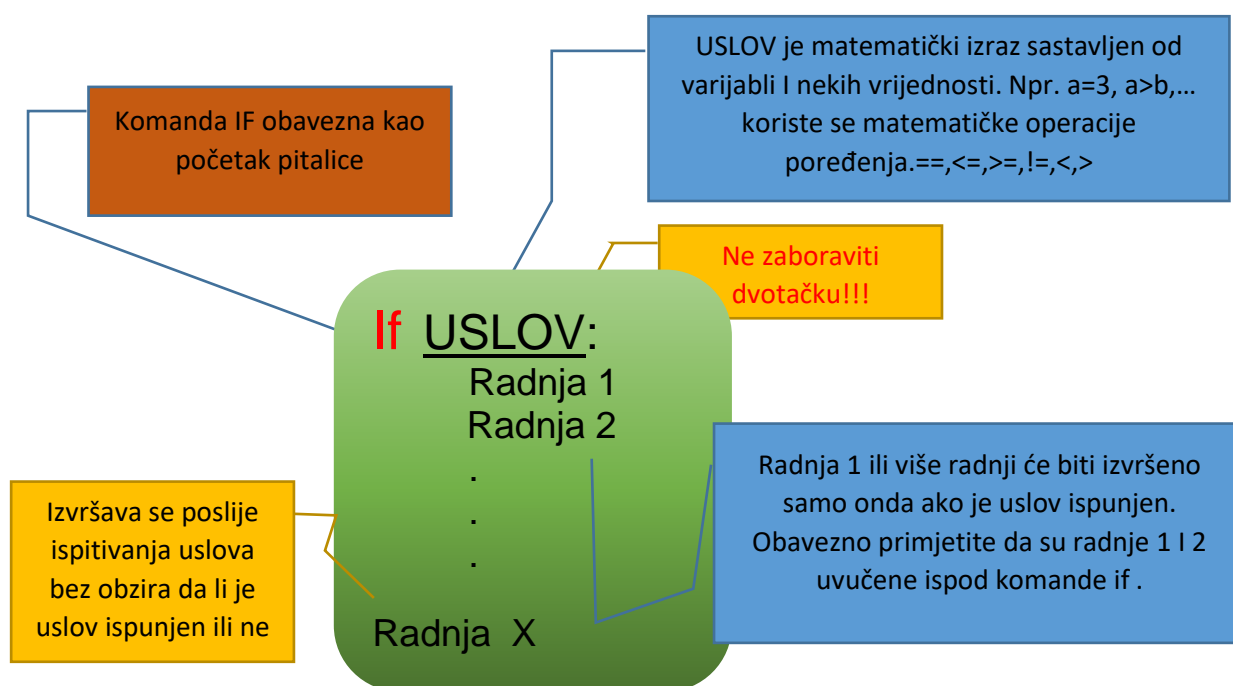 USLOV je matematički izraz sastavljen od
varijabli I nekih vrijednosti. Npr. a=3, a>b,…
koriste se matematičke operacije
poređenja.==,<=,>=,!=,<,>
Komanda IF obavezna kao
početak pitalice
Ne zaboraviti
dvotačku!!!
If USLOV:
Radnja 1
Radnja 2
.
.
.
Radnja X
Radnja 1 ili više radnji će biti izvršeno
samo onda ako je uslov ispunjen.
Obavezno primjetite da su radnje 1 I 2
uvučene ispod komande if .
Izvršava se poslije
ispitivanja uslova
bez obzira da li je
uslov ispunjen ili ne